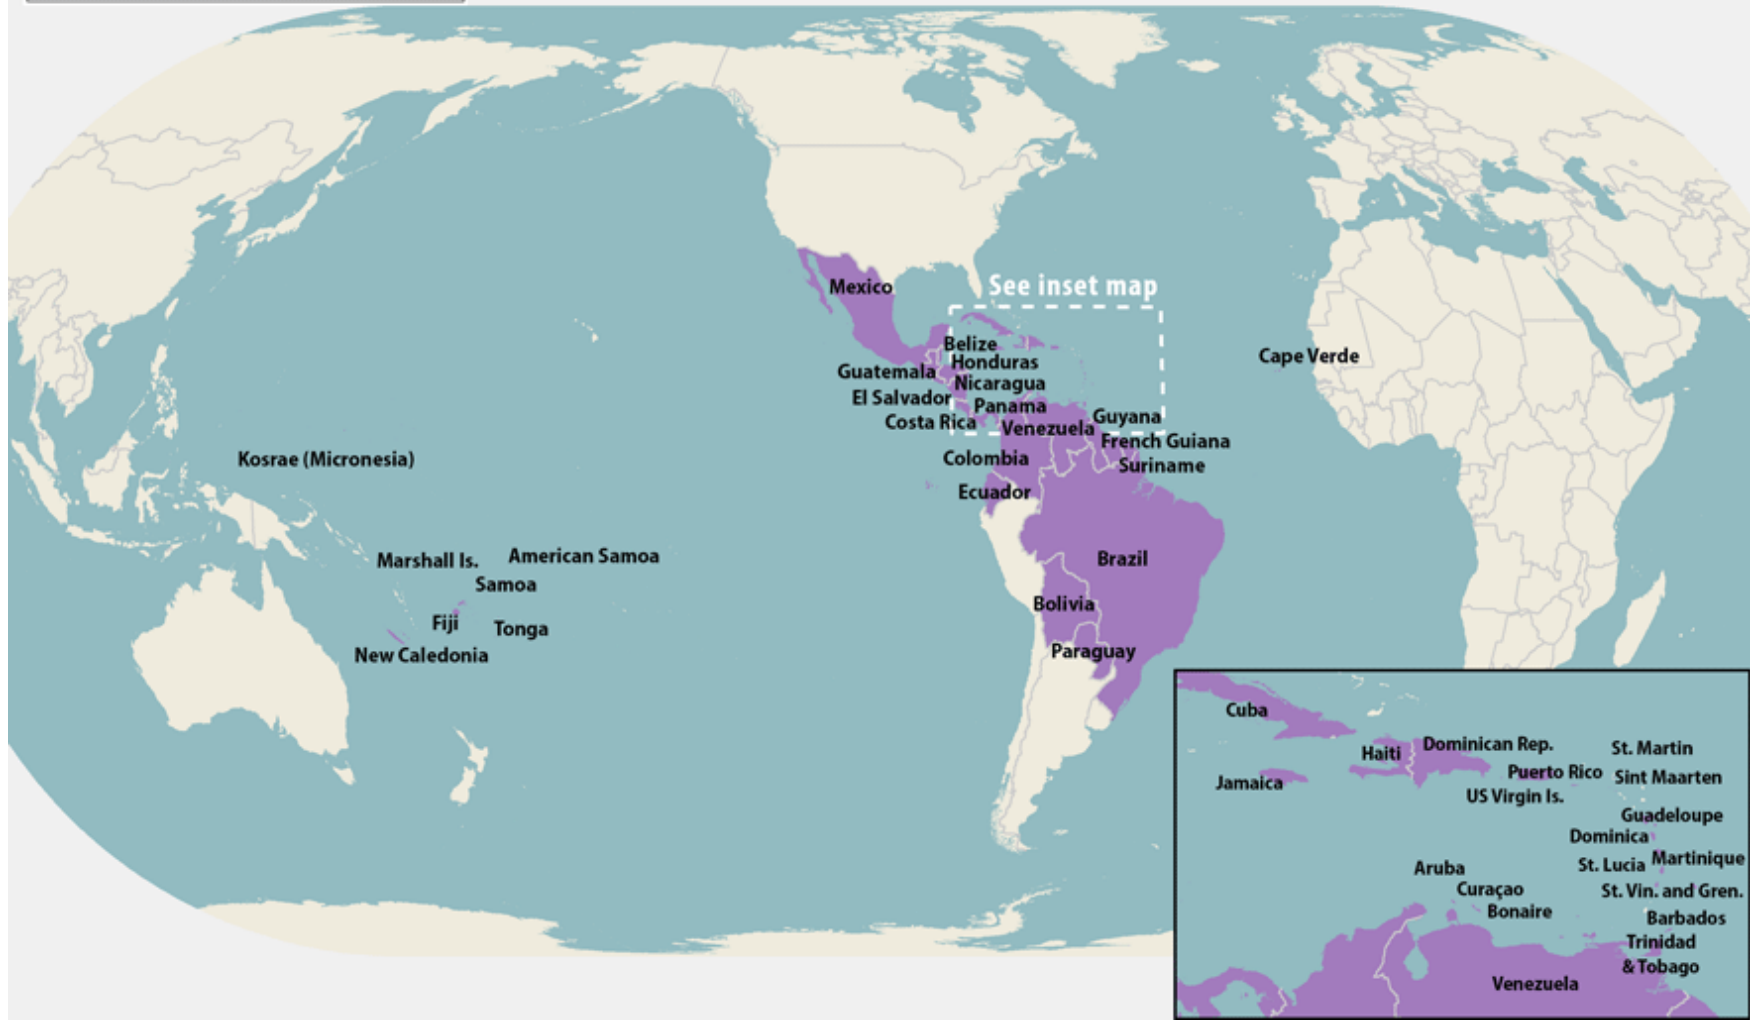 See inset map
Mexico
Belize
Honduras
Guatemala
Nicaragua
El Salvador
Panama
Costa Rica
Guyana
Venezuela
French Guiana
Colombia
Suriname
Ecuador
Cape Verde
Kosrae (Micronesia)
Marshall Is.
American Samoa
Samoa
Fiji
Tonga
New Caledonia
Brazil
Bolivia
Paraguay
Cuba
Haiti
Dominican Rep.
St. Martin
Jamaica
Puerto Rico
Sint Maarten
US Virgin Is.
Guadeloupe
Dominica
Martinique
St. Lucia
Aruba
Curaçao
St. Vin. and Gren.
Bonaire
Barbados
Trinidad
& Tobago
Venezuela